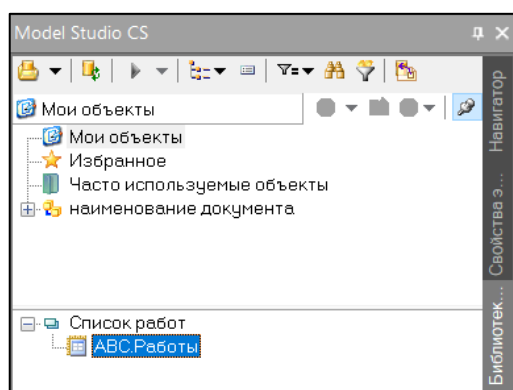 Model Studio CS
Мои объекты
Мои объекты
Избранное
Часто используемые объекты
наименование документа
Список работ
АВС.Работы
Навигатор
Свойства э...
Библиотек...